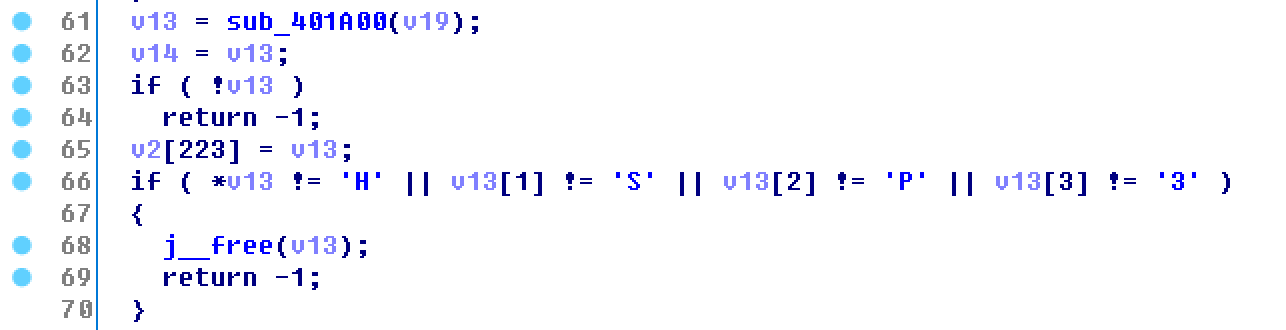 61 v13 = sub_401A00(v19);
62 v14 = v13;
63 if ( !v13 )
64 return -1;
65 v2[223] = v13;
66 if ( *v13 != 'H' || v13[1] != 'S' || v13[2] != 'P' || v13[3] != '3' )
67 {
68 j__free(v13);
69 return -1;
70 }